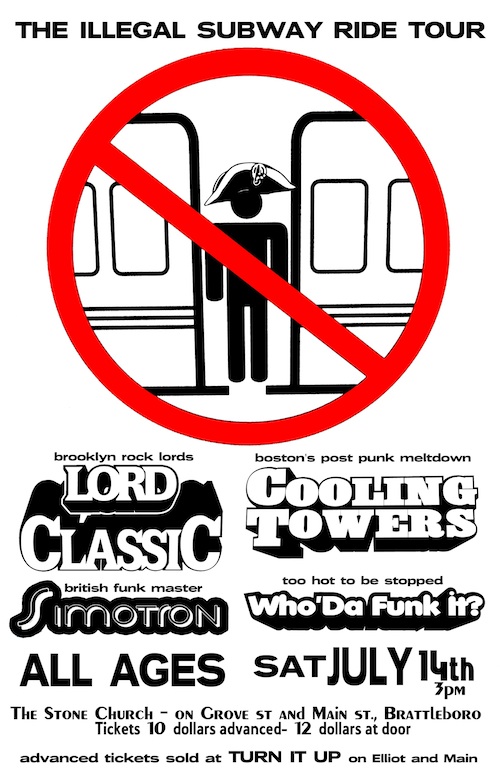 THE ILLEGAL SUBWAY RIDE TOUR
brooklyn rock lords
LORD
CLASSIC
boston's post punk meltdown
COOLING
TOWERS
british funk master
SIMOTRON
too hot to be stopped
Who'Da Funk it?
ALL AGES
SAT JULY 14th
3PM
The Stone Church - on Grove st and Main st., Brattleboro
Tickets 10 dollars advanced- 12 dollars at door
advanced tickets sold at TURN IT UP on Elliot and Main